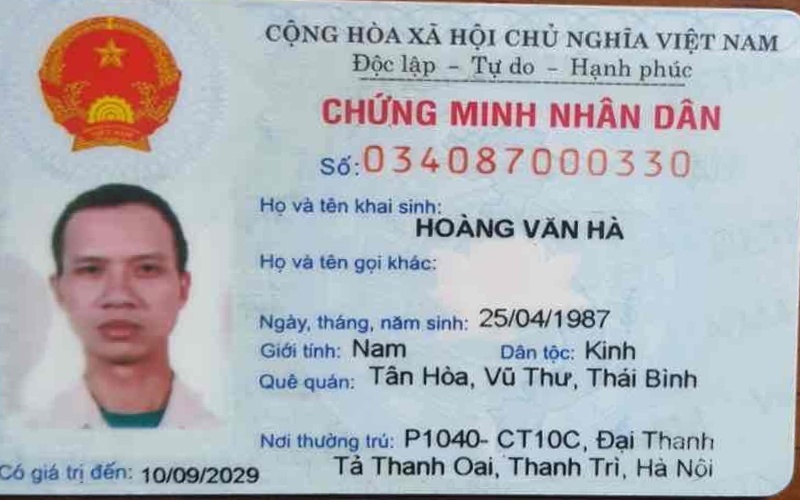 CỘNG HÒA XÃ HỘI CHỦ NGHĨA VIỆT NAM
Độc lập - Tự do - Hạnh phúc
CHỨNG MINH NHÂN DÂN
Số: 034087000330
Họ và tên khai sinh:
HOÀNG VĂN HÀ
Họ và tên gọi khác:
Ngày, tháng, năm sinh: 25/04/1987
Giới tính: Nam Dân tộc: Kinh
Quê quán: Tân Hòa, Vũ Thư, Thái Bình
Nơi thường trú: P1040- CT10C, Đại Thanh
Tả Thanh Oai, Thanh Trì, Hà Nôi
Có giá trị đến: 10/09/2029